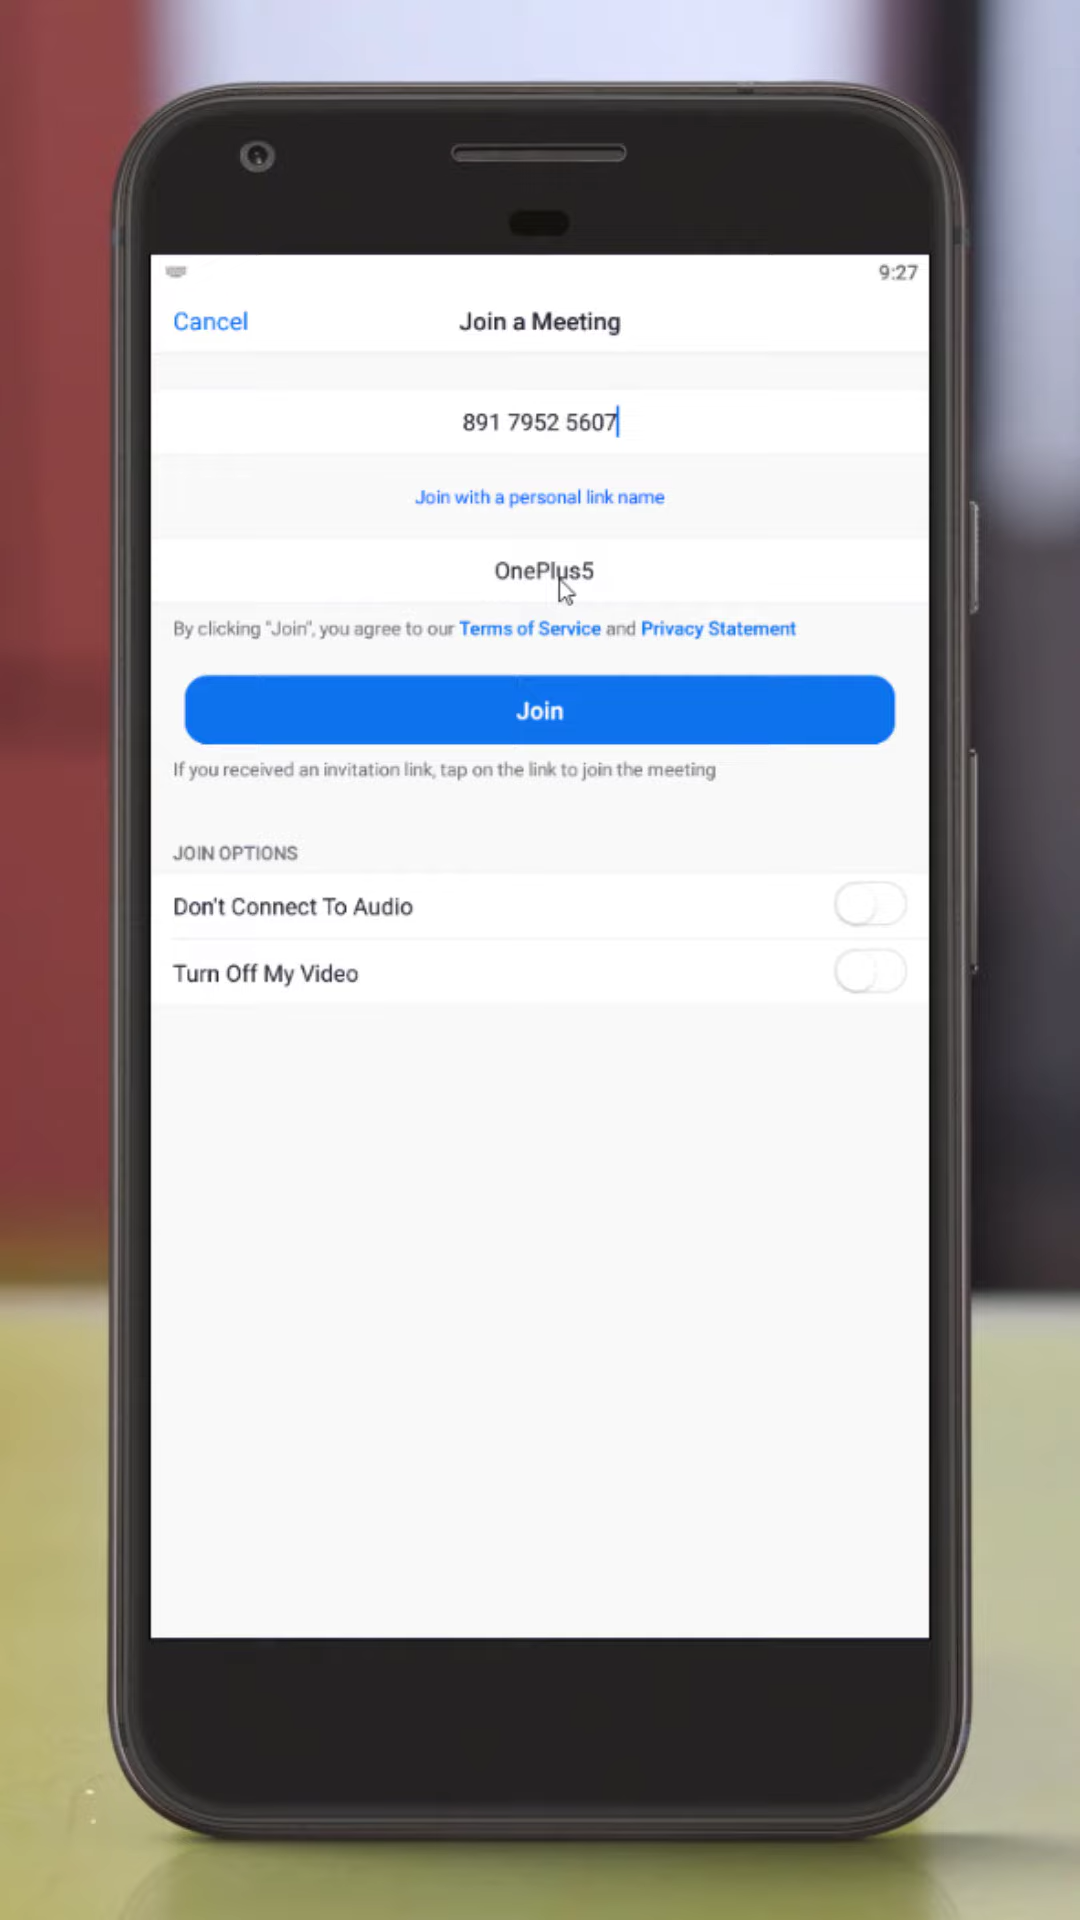 9:27
Cancel
Join a Meeting
891 7952 5607
Join with a personal link name
OnePlus5
By clicking "Join", you agree to our Terms of Service and Privacy Statement
Join
If you received an invitation link, tap on the link to join the meeting
JOIN OPTIONS
Don't Connect To Audio
Turn Off My Video